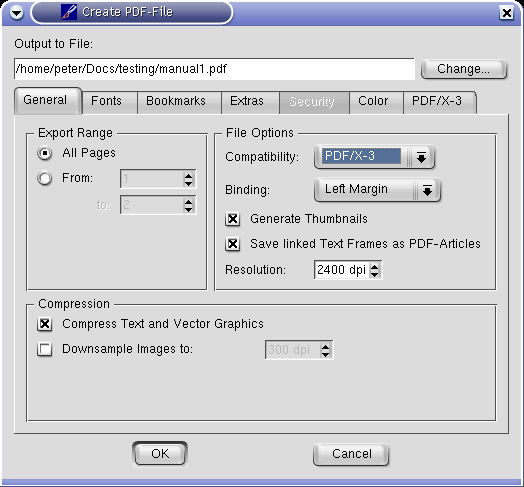 Create PDF-File
Output to File:
/home/peter/Docs/testing/manual1.pdf
Change...
General Fonts Bookmarks Extras Security Color PDF/X-3
Export Range
All Pages
From: 1
to: 2
File Options
Compatibility: PDF/X-3
Binding: Left Margin
Generate Thumbnails
Save linked Text Frames as PDF-Articles
Resolution: 2400 dpi
Compression
Compress Text and Vector Graphics
Downsample Images to: 300 dpi
OK Cancel